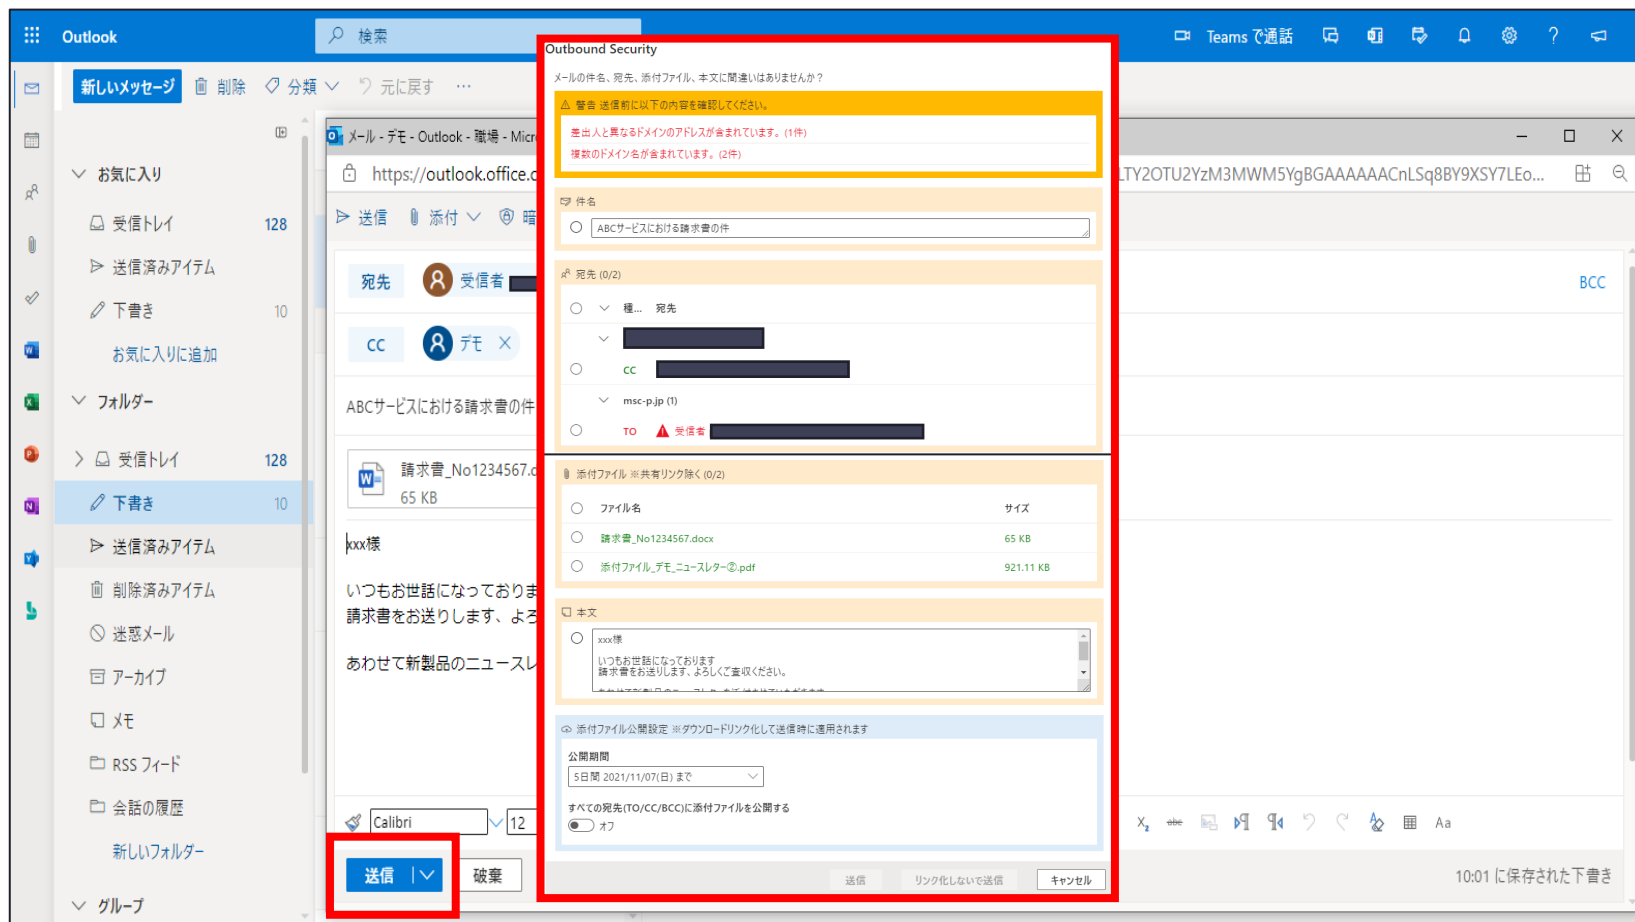 Outlook
検索
Teams で通話
新しいメッセージ
削除
分類
元に戻す
お気に入り
受信トレイ 128
送信済みアイテム
下書き 10
お気に入りに追加
フォルダー
受信トレイ 128
下書き 10
送信済みアイテム
削除済みアイテム
迷惑メール
アーカイブ
メモ
RSS フィード
会話の履歴
新しいフォルダー
グループ
メール - デモ - Outlook - 職場 - Micr
https://outlook.office.c
LTY2OTU2YzM3MWM5YgBGAAAAAACnLSq8BY9XSY7LEo...
送信
添付
暗
宛先
受信者
BCC
CC
デモ
ABCサービスにおける請求書の件
請求書_No1234567.d
65 KB
xxx様
いつもお世話になっておりま
請求書をお送りします、よろ
あわせて新製品のニュースレ
Calibri
12
Aa
送信
破棄
10:01 に保存された下書き
Outbound Security
メールの件名、宛先、添付ファイル、本文に間違いはありませんか？
警告 送信前に以下の内容を確認してください。
差出人と異なるドメインのアドレスが含まれています。(1件)
複数のドメイン名が含まれています。(2件)
件名
ABCサービスにおける請求書の件
宛先 (0/2)
種... 宛先
CC
msc-p.jp (1)
TO 受信者
添付ファイル ※共有リンク除く (0/2)
ファイル名 サイズ
請求書_No1234567.docx 65 KB
添付ファイル_デモ_ニュースレター②.pdf 921.11 KB
本文
xxx様
いつもお世話になっております
請求書をお送りします、よろしくご査収ください。
添付ファイル公開設定 ※ダウンロードリンク化して送信時に適用されます
公開期間
5日間 2021/11/07(日) まで
すべての宛先(TO/CC/BCC)に添付ファイルを公開する
オフ
送信
リンク化しないで送信
キャンセル